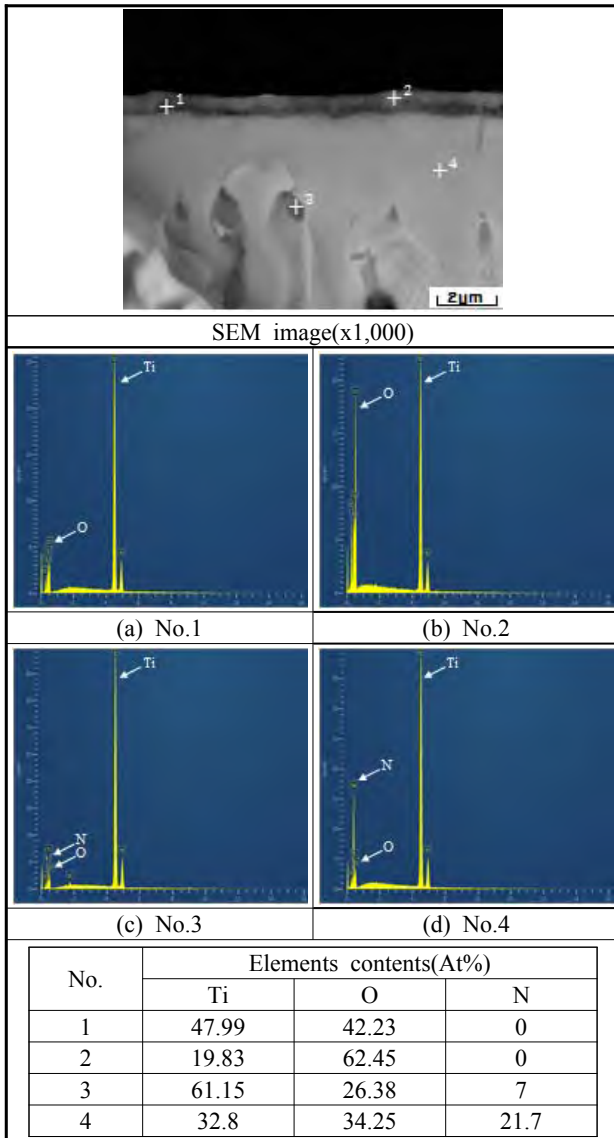 1
2
4
3
2µm
SEM image(x1,000)
Ti
O
Ti
O
(a) No.1
(b) No.2
Ti
N
O
Ti
N
O
(c) No.3
(d) No.4
No. Elements contents(At%)
Ti O N
1 47.99 42.23 0
2 19.83 62.45 0
3 61.15 26.38 7
4 32.8 34.25 21.7